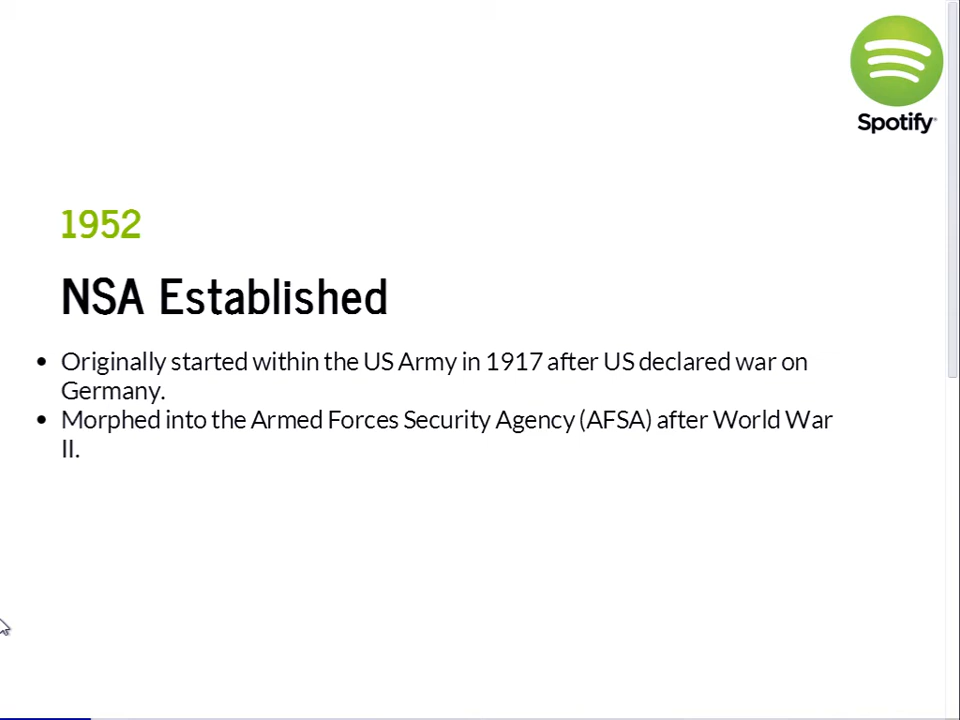 Spotify
1952
NSA Established
• Originally started within the US Army in 1917 after US declared war on
Germany.
• Morphed into the Armed Forces Security Agency (AFSA) after World War
II.